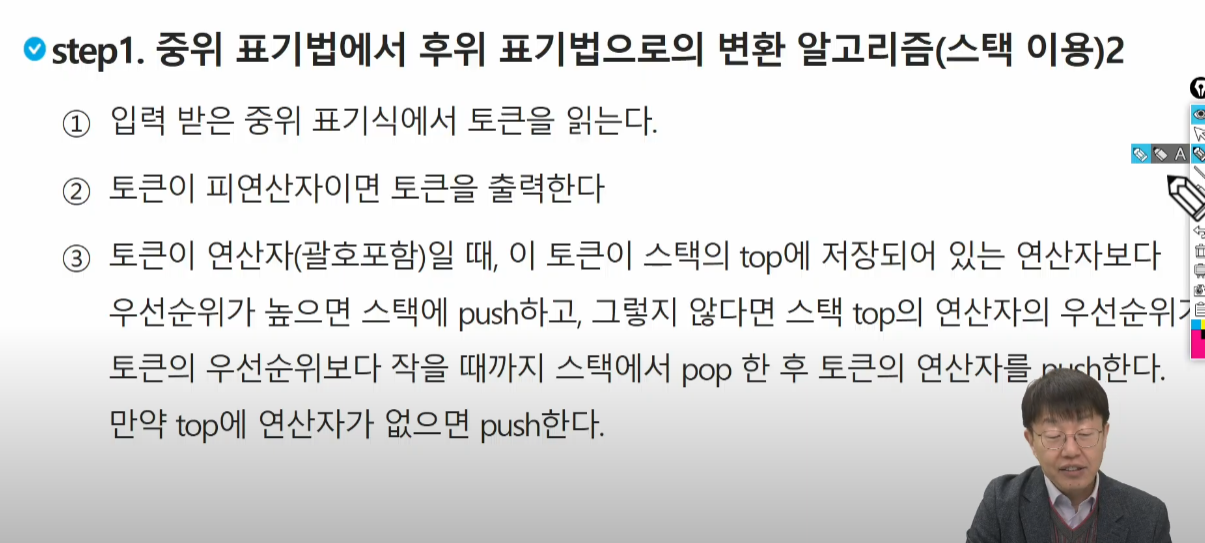 step1. 중위 표기법에서 후위 표기법으로의 변환 알고리즘(스택 이용)2
① 입력 받은 중위 표기식에서 토큰을 읽는다.
② 토큰이 피연산자이면 토큰을 출력한다
③ 토큰이 연산자(괄호포함)일 때, 이 토큰이 스택의 top에 저장되어 있는 연산자보다
우선순위가 높으면 스택에 push하고, 그렇지 않다면 스택 top의 연산자의 우선순위가
토큰의 우선순위보다 작을 때까지 스택에서 pop 한 후 토큰의 연산자를 push한다.
만약 top에 연산자가 없으면 push한다.
A